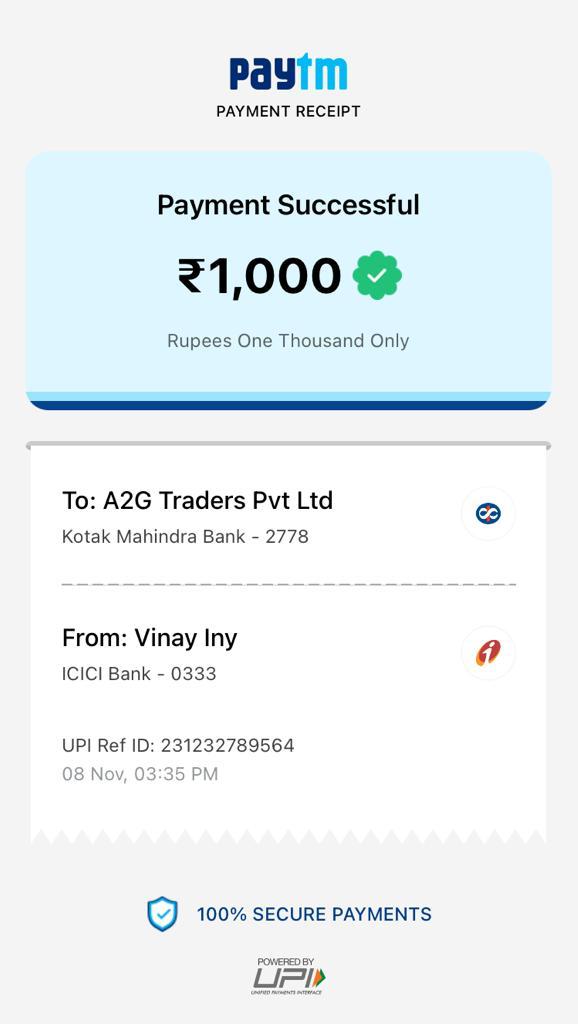 paytm
PAYMENT RECEIPT
Payment Successful
₹1,000
Rupees One Thousand Only
To: A2G Traders Pvt Ltd
Kotak Mahindra Bank - 2778
From: Vinay Iny
ICICI Bank - 0333
UPI Ref ID: 231232789564
08 Nov, 03:35 PM
100% SECURE PAYMENTS
POWERED BY
UPI
UNIFIED PAYMENTS INTERFACE